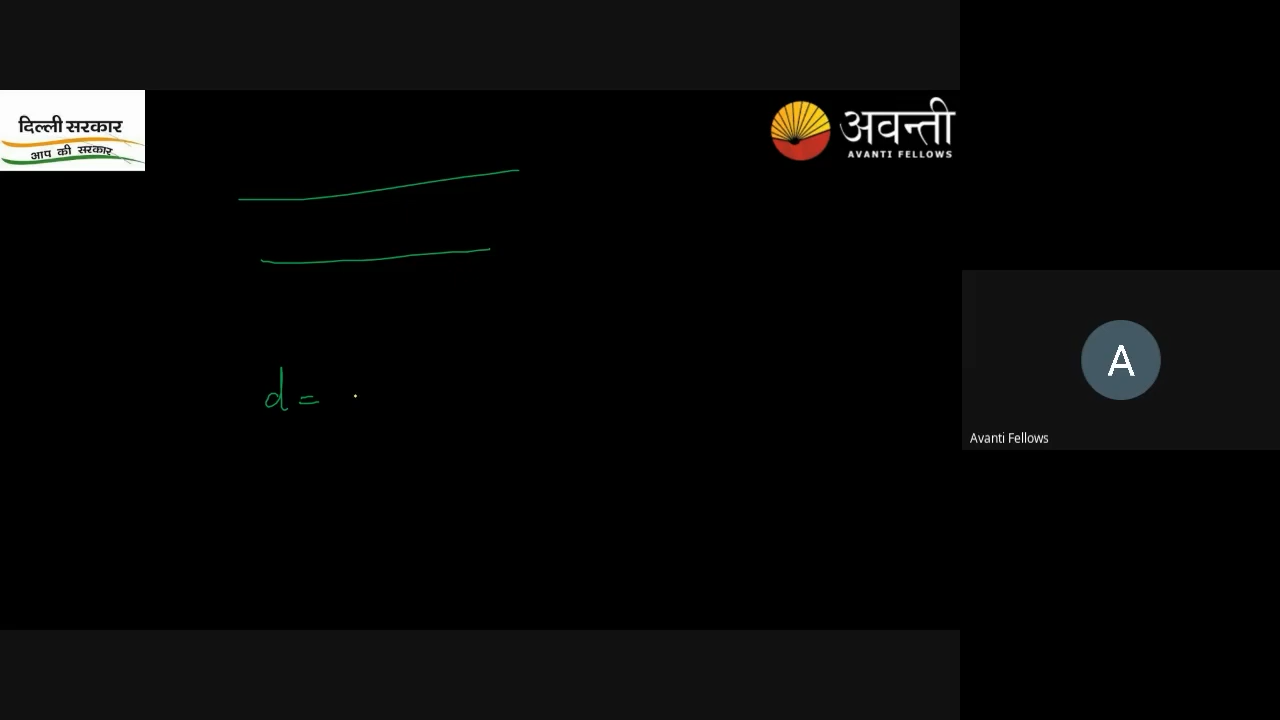 दिल्ली सरकार
आप की सरकार
अवन्ती
AVANTI FELLOWS
d =
A
Avanti Fellows